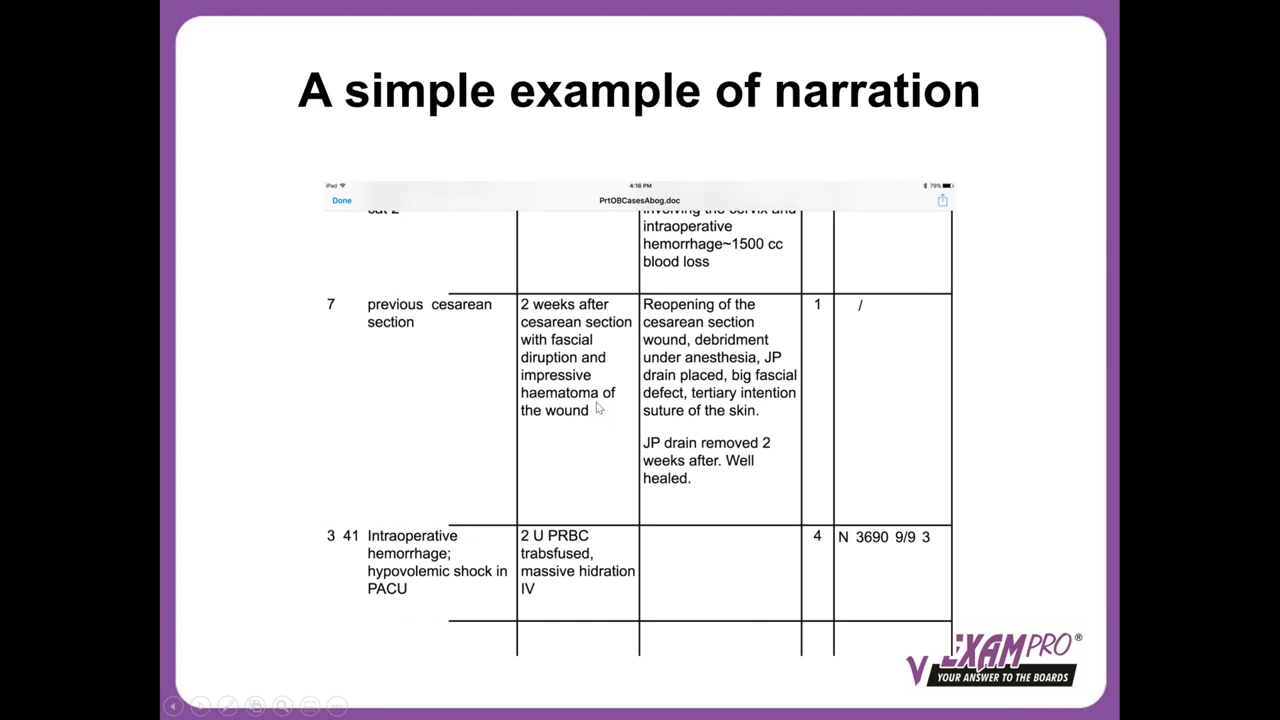 A simple example of narration
iPad
4:16 PM
79%
Done
PrtOBCasesAbog.doc
involving the cervix and
intraoperative
hemorrhage~1500 cc
blood loss
7
previous cesarean
section
2 weeks after
cesarean section
with fascial
diruption and
impressive
haematoma of
the wound
Reopening of the
cesarean section
wound, debridment
under anesthesia, JP
drain placed, big fascial
defect, tertiary intention
suture of the skin.
JP drain removed 2
weeks after. Well
healed.
1
/
3 41
Intraoperative
hemorrhage;
hypovolemic shock in
PACU
2 U PRBC
trabsfused,
massive hidration
IV
4
N 3690 9/9 3
EXAMPRO®
YOUR ANSWER TO THE BOARDS